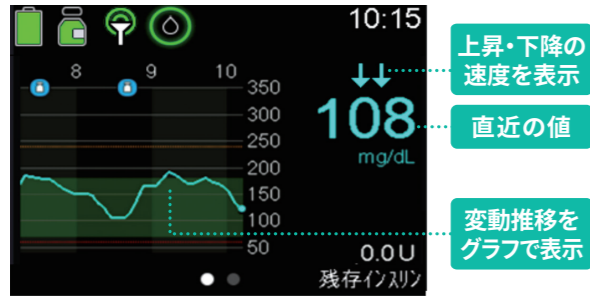 10:15
8 9 10
350
300
250
200
150
100
50
108
mg/dL
0.0 U
残存インスリン
上昇・下降の
速度を表示
直近の値
変動推移を
グラフで表示